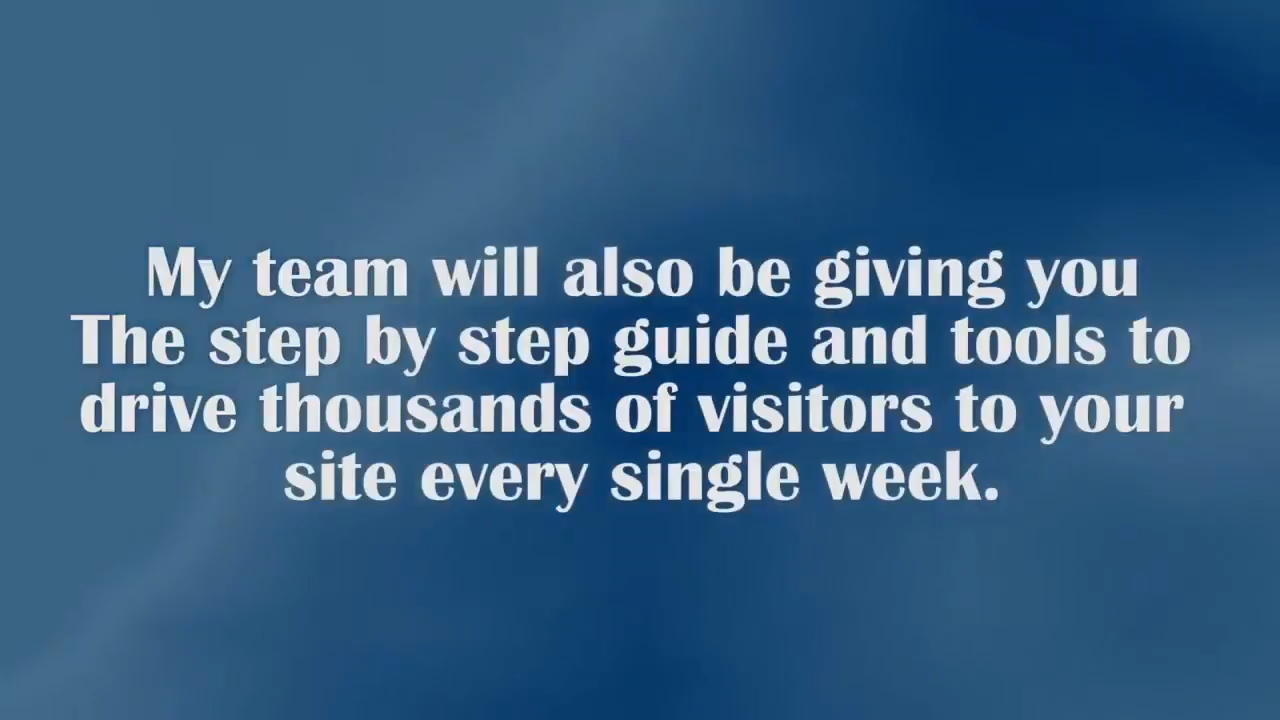 My team will also be giving you
The step by step guide and tools to
drive thousands of visitors to your
site every single week.